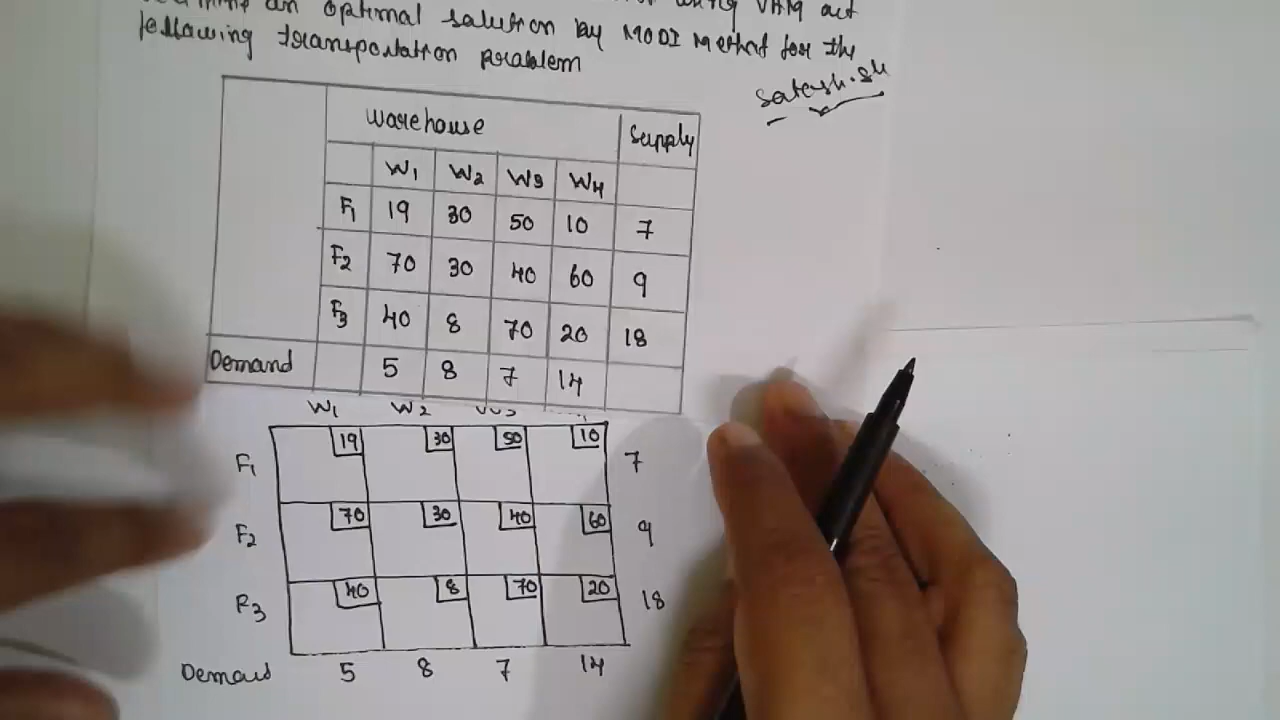 an optimal solution by MODI Method for the
following transportation problem
Warehouse Supply
W1 W2 W3 W4
F1 19 30 50 10 7
F2 70 30 40 60 9
F3 40 8 70 20 18
Demand 5 8 7 14
W1 W2
F1 19 30 50 10 7
F2 70 30 40 60 9
F3 40 8 70 20 18
Demand 5 8 7 14